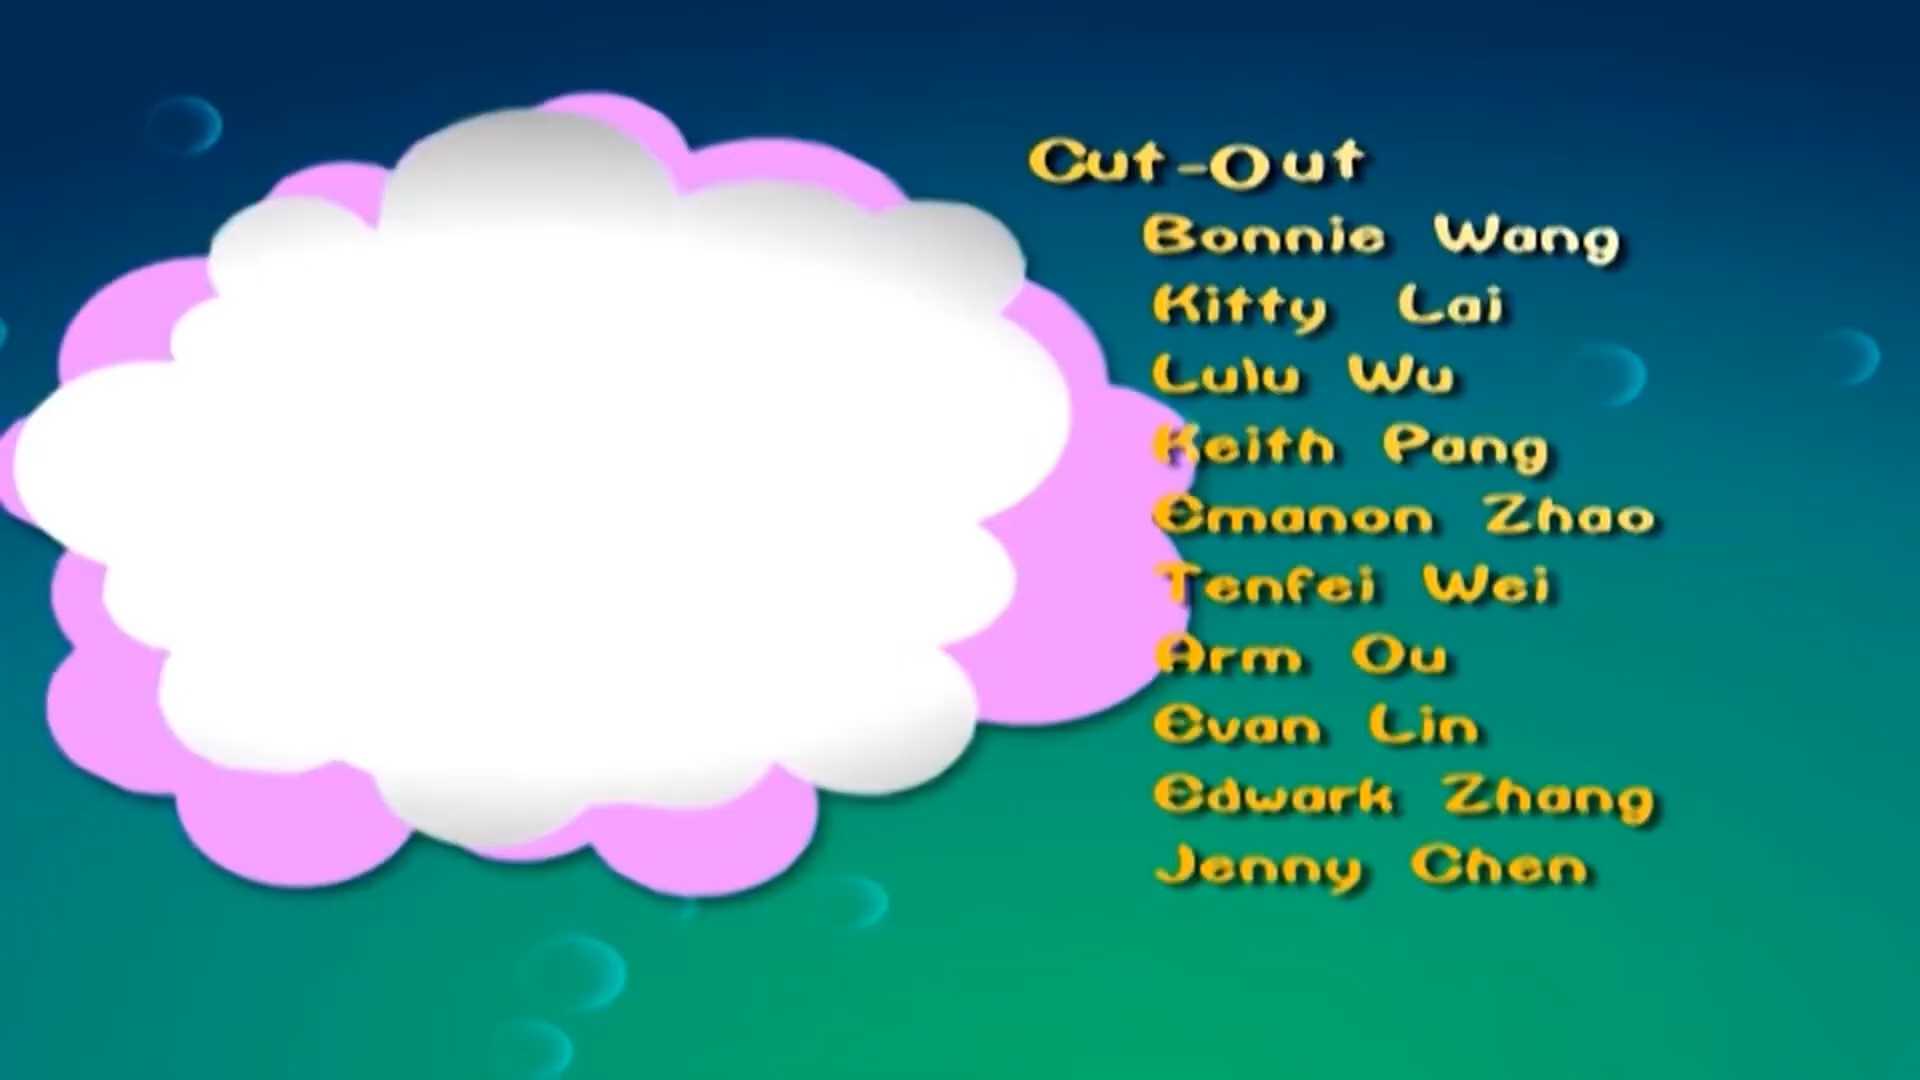 Cut-Out
Bonnie Wang
Kitty Lai
Lulu Wu
Keith Pang
Emanon Zhao
Tenfei Wei
Arm Ou
Evan Lin
Edwark Zhang
Jenny Chen